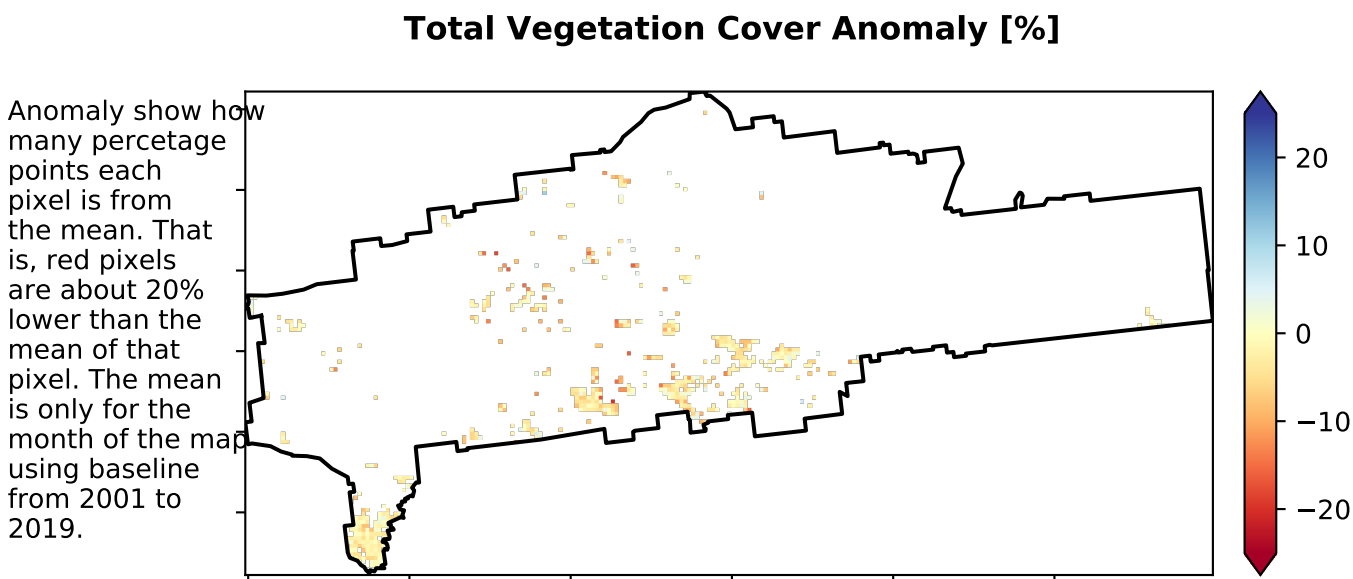 Total Vegetation Cover Anomaly [%]
Anomaly show how
many percetage
points each
pixel is from
the mean. That
is, red pixels
are about 20%
lower than the
mean of that
pixel. The mean
is only for the
month of the map
using baseline
from 2001 to
2019.
20
10
0
−10
−20